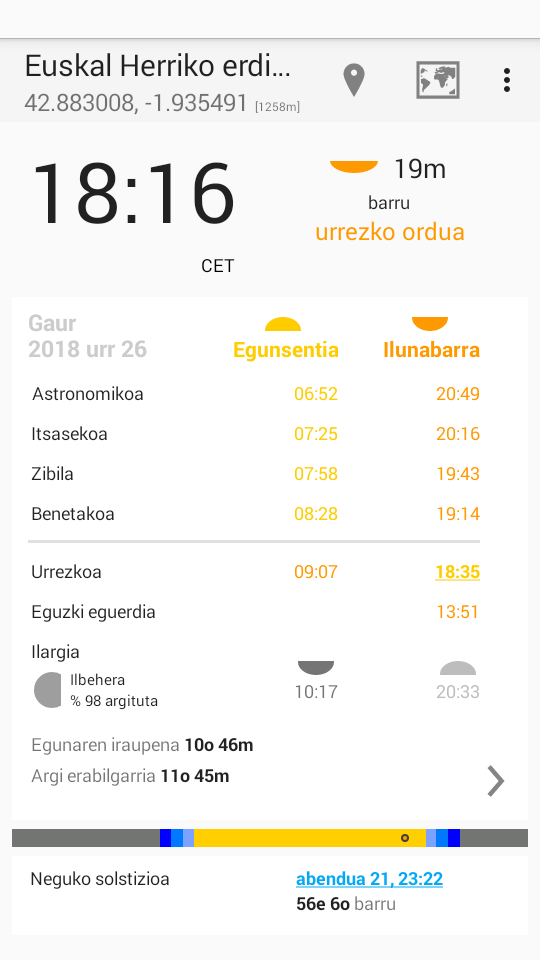 Euskal Herriko erdi...
42.883008, -1.935491 [1258m]
18:16
CET
19m
barru
urrezko ordua
Gaur
2018 urr 26
Egunsentia
Ilunabarra
Astronomikoa 06:52 20:49
Itsasekoa 07:25 20:16
Zibila 07:58 19:43
Benetakoa 08:28 19:14
Urrezkoa 09:07 18:35
Eguzki eguerdia 13:51
Ilargia
Ilbehera
% 98 argituta
10:17 20:33
Egunaren iraupena 10o 46m
Argi erabilgarria 11o 45m
Neguko solstizioa abendua 21, 23:22
56e 6o barru